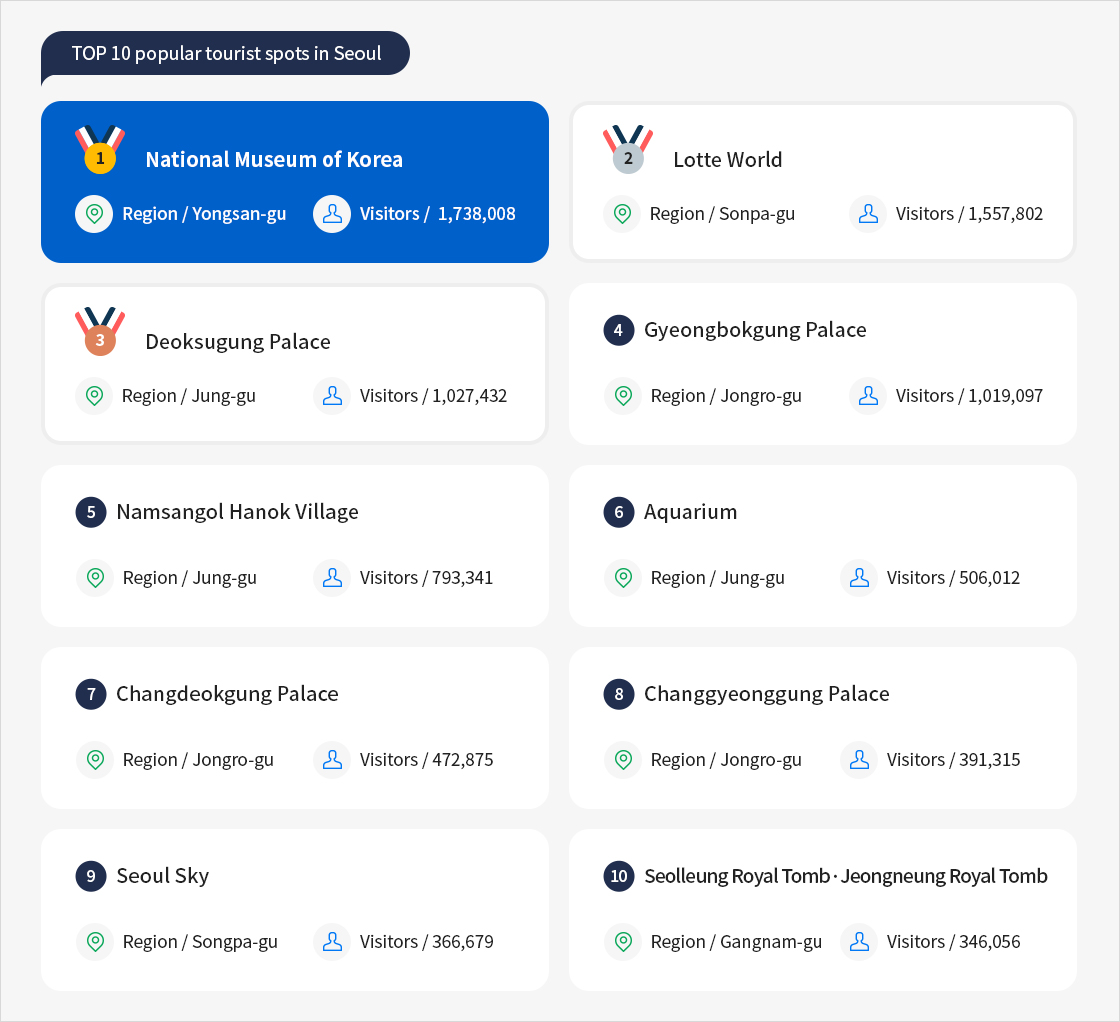 TOP 10 popular tourist spots in Seoul
1 National Museum of Korea
Region / Yongsan-gu Visitors / 1,738,008
2 Lotte World
Region / Sonpa-gu Visitors / 1,557,802
3 Deoksugung Palace
Region / Jung-gu Visitors / 1,027,432
4 Gyeongbokgung Palace
Region / Jongro-gu Visitors / 1,019,097
5 Namsangol Hanok Village
Region / Jung-gu Visitors / 793,341
6 Aquarium
Region / Jung-gu Visitors / 506,012
7 Changdeokgung Palace
Region / Jongro-gu Visitors / 472,875
8 Changgyeonggung Palace
Region / Jongro-gu Visitors / 391,315
9 Seoul Sky
Region / Songpa-gu Visitors / 366,679
10 Seolleung Royal Tomb · Jeongneung Royal Tomb
Region / Gangnam-gu Visitors / 346,056